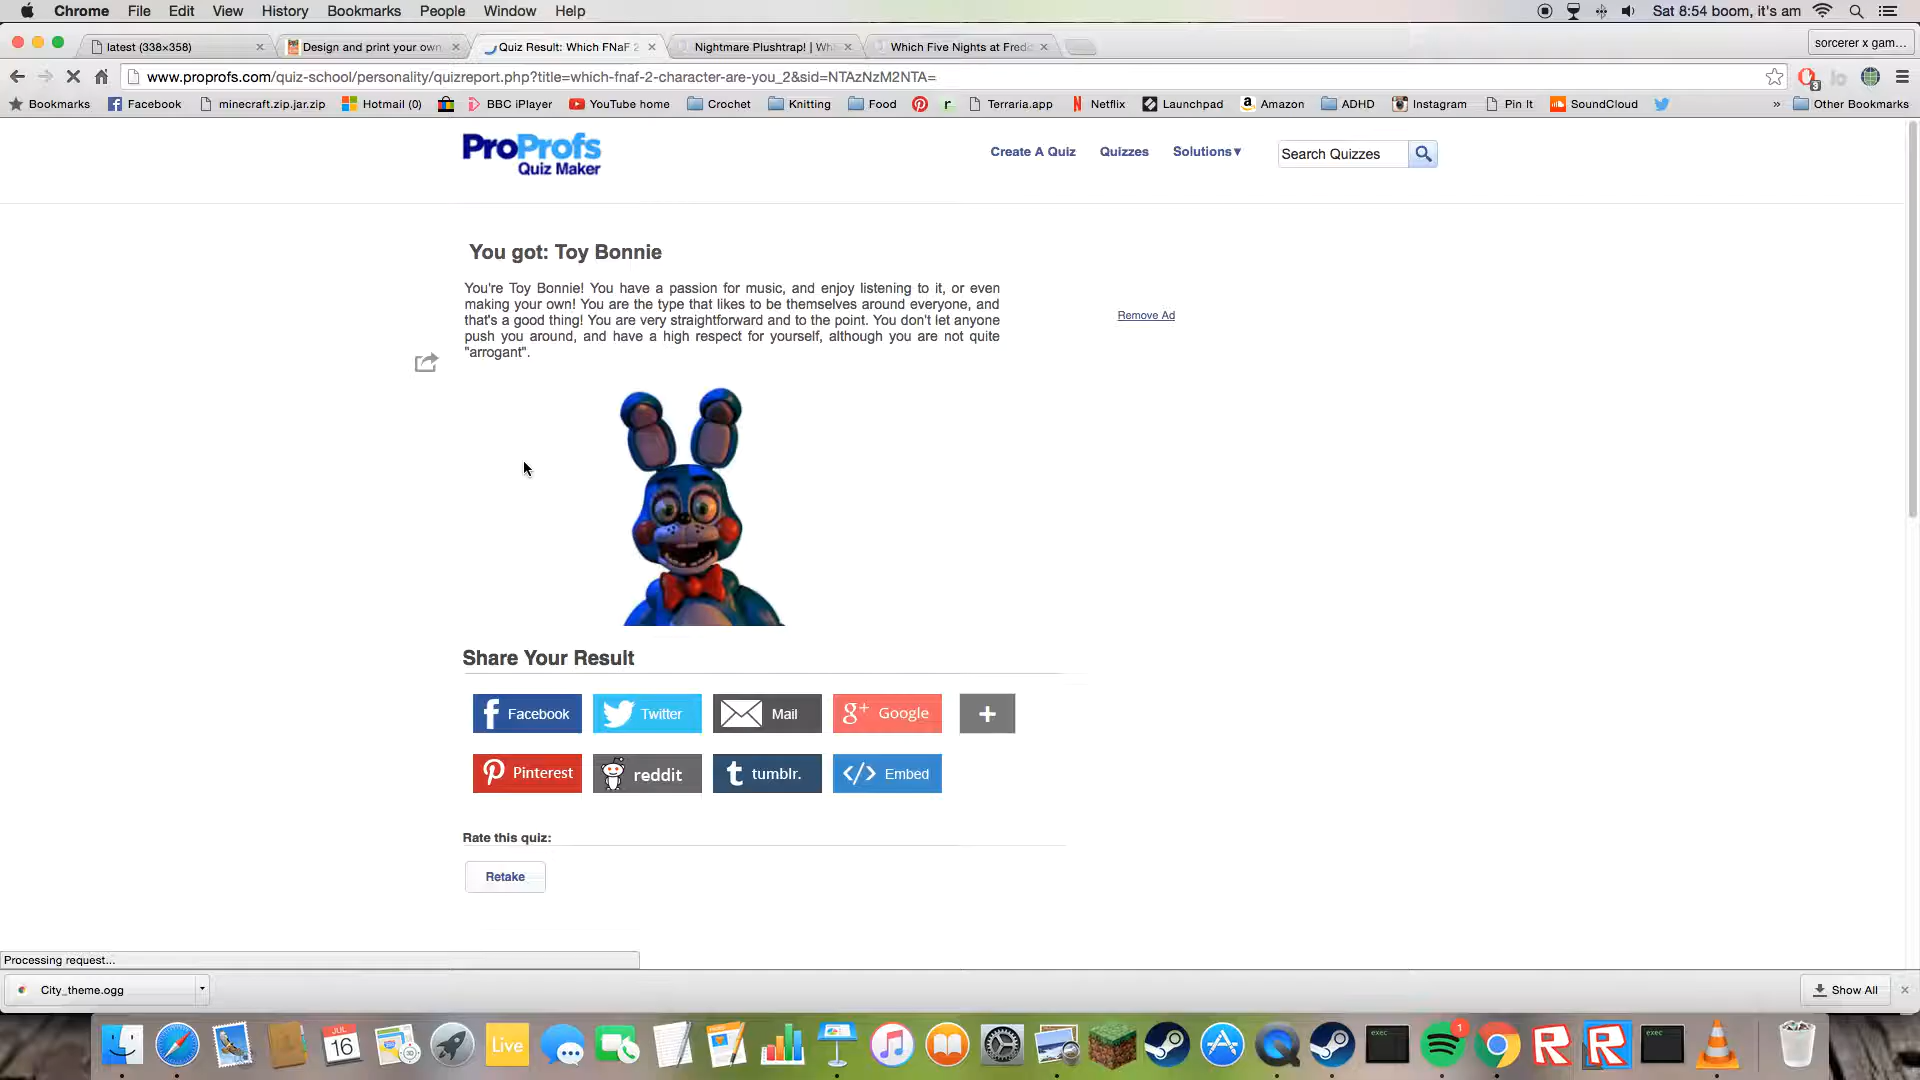 Chrome File Edit View History Bookmarks People Window Help Sat 8:54 boom, it's am
latest (338×358) Design and print your own Quiz Result: Which FNaF 2 Nightmare Plushtrap! | Wh Which Five Nights at Fred sorcerer x gam...
www.proprofs.com/quiz-school/personality/quizreport.php?title=which-fnaf-2-character-are-you_2&sid=NTAzNzM2NTA=
Bookmarks Facebook minecraft.zip.jar.zip Hotmail (0) BBC iPlayer YouTube home Crochet Knitting Food Terraria.app Netflix Launchpad Amazon ADHD Instagram Pin It SoundCloud » Other Bookmarks
ProProfs
Quiz Maker
Create A Quiz Quizzes Solutions▾ Search Quizzes
You got: Toy Bonnie
You're Toy Bonnie! You have a passion for music, and enjoy listening to it, or even
making your own! You are the type that likes to be themselves around everyone, and
that's a good thing! You are very straightforward and to the point. You don't let anyone
push you around, and have a high respect for yourself, although you are not quite
"arrogant".
Remove Ad
Share Your Result
Facebook Twitter Mail g+ Google +
Pinterest reddit tumblr. </> Embed
Rate this quiz:
Retake
Processing request...
City_theme.ogg Show All
JUL
16
Live
exec
exec
1